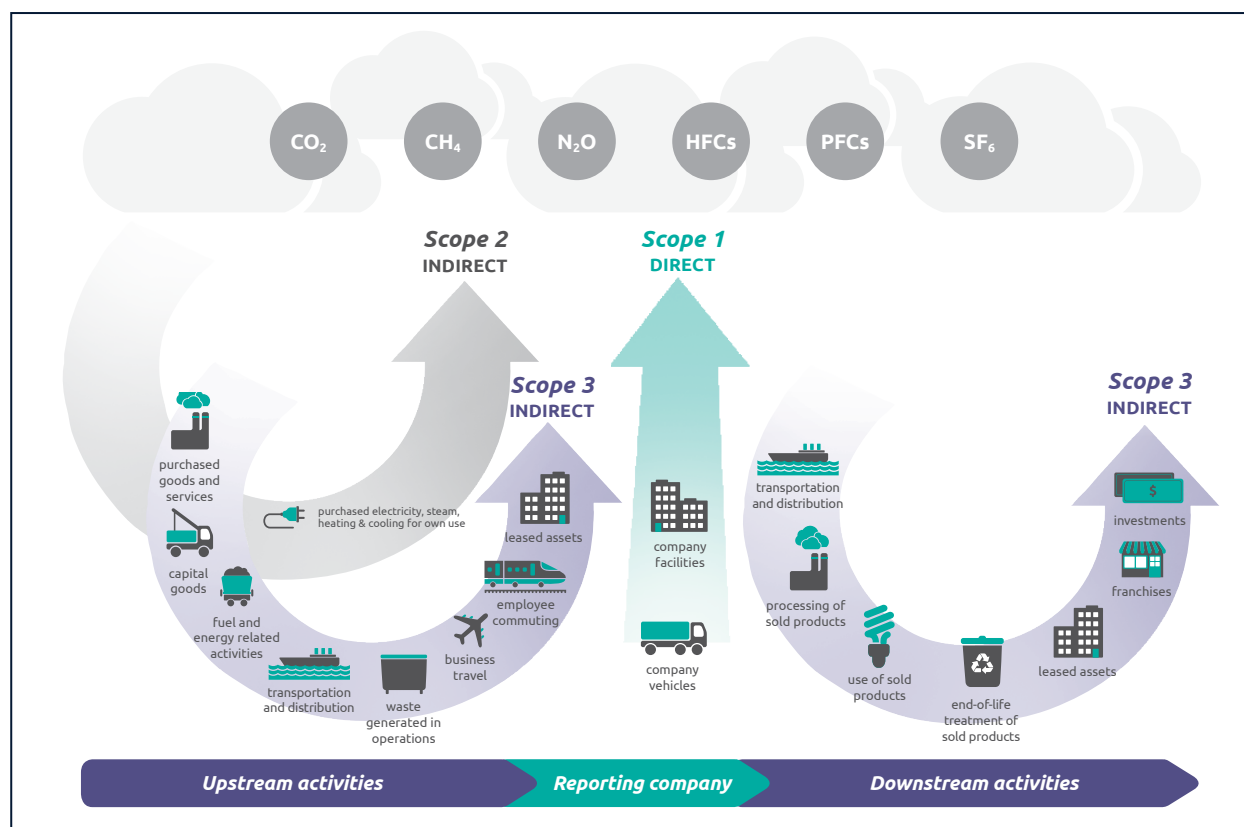 CO₂
CH₄
N₂O
HFCs
PFCs
SF₆
Scope 2
INDIRECT
Scope 1
DIRECT
Scope 3
INDIRECT
Scope 3
INDIRECT
purchased
goods and
services
capital
goods
fuel and
energy related
activities
transportation
and distribution
waste
generated in
operations
business
travel
employee
commuting
leased assets
purchased electricity, steam,
heating & cooling for own use
company
facilities
company
vehicles
transportation
and distribution
processing of
sold products
use of sold
products
end-of-life
treatment of
sold products
leased assets
franchises
investments
$
Upstream activities
Reporting company
Downstream activities